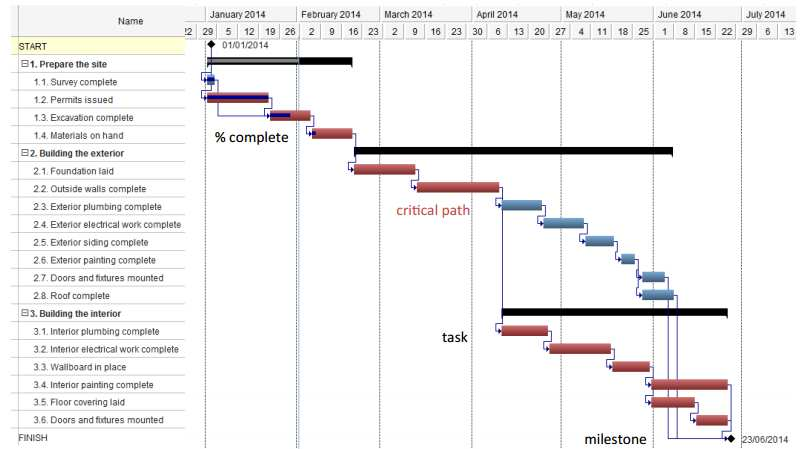 Name
January 2014 February 2014 March 2014 April 2014 May 2014 June 2014 July 2014
22 29 5 12 19 26 2 9 16 23 2 9 16 23 30 6 13 20 27 4 11 18 25 1 8 15 22 29 6 13
START
01/01/2014
1. Prepare the site
1.1. Survey complete
1.2. Permits issued
1.3. Excavation complete
1.4. Materials on hand
% complete
2. Building the exterior
2.1. Foundation laid
2.2. Outside walls complete
2.3. Exterior plumbing complete
critical path
2.4. Exterior electrical work complete
2.5. Exterior siding complete
2.6. Exterior painting complete
2.7. Doors and fixtures mounted
2.8. Roof complete
3. Building the interior
3.1. Interior plumbing complete
task
3.2. Interior electrical work complete
3.3. Wallboard in place
3.4. Interior painting complete
3.5. Floor covering laid
3.6. Doors and fixtures mounted
FINISH
milestone
23/06/2014